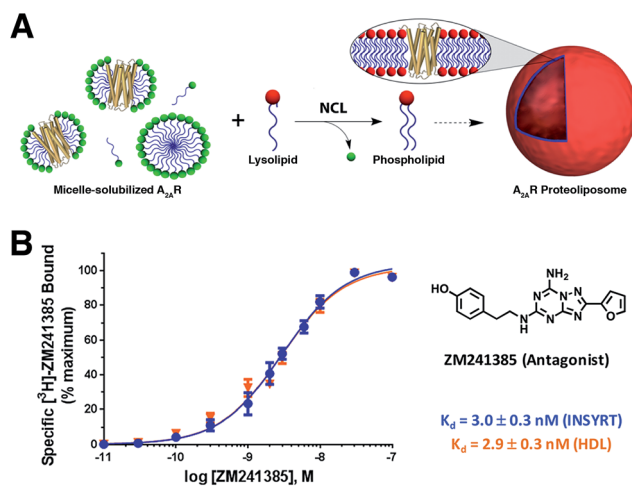 A
NCL
+
Micelle-solubilized A₂ₐR
Lysolipid
Phospholipid
A₂ₐR Proteoliposome
B
Specific [³H]-ZM241385 Bound
(% maximum)
100
80
60
40
20
0
-11
-10
-9
-8
-7
log [ZM241385], M
HO
NH₂
N
N
N
N
N
N
H
O
ZM241385 (Antagonist)
K_d = 3.0 ± 0.3 nM (INSYRT)
K_d = 2.9 ± 0.3 nM (HDL)